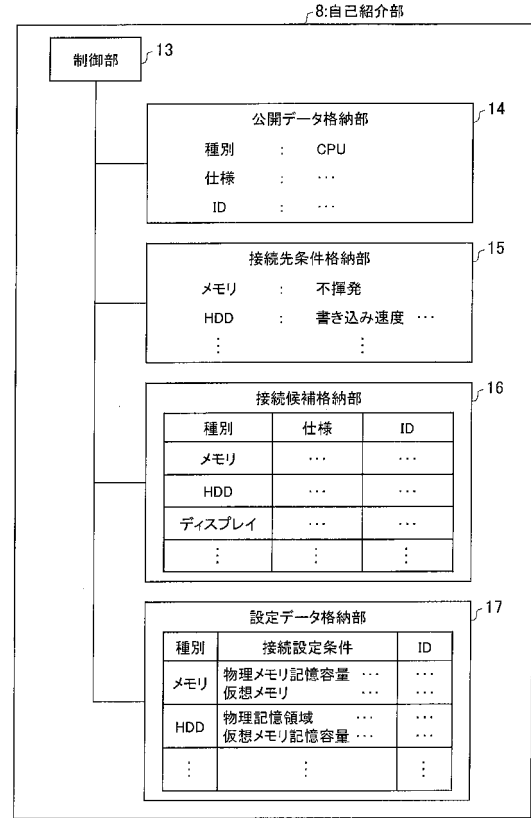 8:自己紹介部
制御部
13
14
公開データ格納部
種別 : CPU
仕様 : ･･･
ID : ･･･
15
接続先条件格納部
メモリ : 不揮発
HDD : 書き込み速度 ･･･
⋮ ⋮
16
接続候補格納部
種別 仕様 ID
メモリ ･･･ ･･･
HDD ･･･ ･･･
ディスプレイ ･･･ ･･･
⋮ ⋮ ⋮
17
設定データ格納部
種別 接続設定条件 ID
メモリ 物理メモリ記憶容量 ･･･ ･･･
仮想メモリ ･･･ ･･･
HDD 物理記憶領域 ･･･ ･･･
仮想メモリ記憶容量 ･･･ ･･･
⋮ ⋮ ⋮